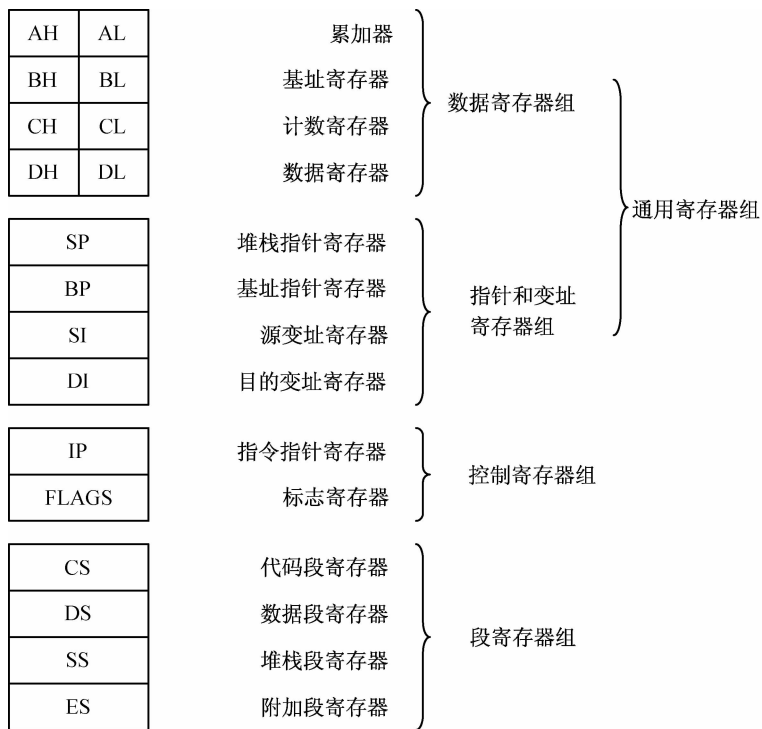 AH AL 累加器
BH BL 基址寄存器
CH CL 计数寄存器
DH DL 数据寄存器
数据寄存器组
SP 堆栈指针寄存器
BP 基址指针寄存器
SI 源变址寄存器
DI 目的变址寄存器
指针和变址
寄存器组
通用寄存器组
IP 指令指针寄存器
FLAGS 标志寄存器
控制寄存器组
CS 代码段寄存器
DS 数据段寄存器
SS 堆栈段寄存器
ES 附加段寄存器
段寄存器组